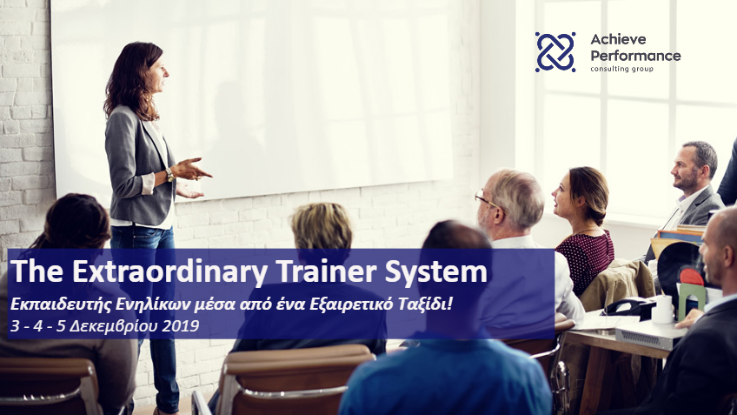 Achieve
Performance
consulting group
The Extraordinary Trainer System
Εκπαιδευτής Ενηλίκων μέσα από ένα Εξαιρετικό Ταξίδι!
3 - 4 - 5 Δεκεμβρίου 2019